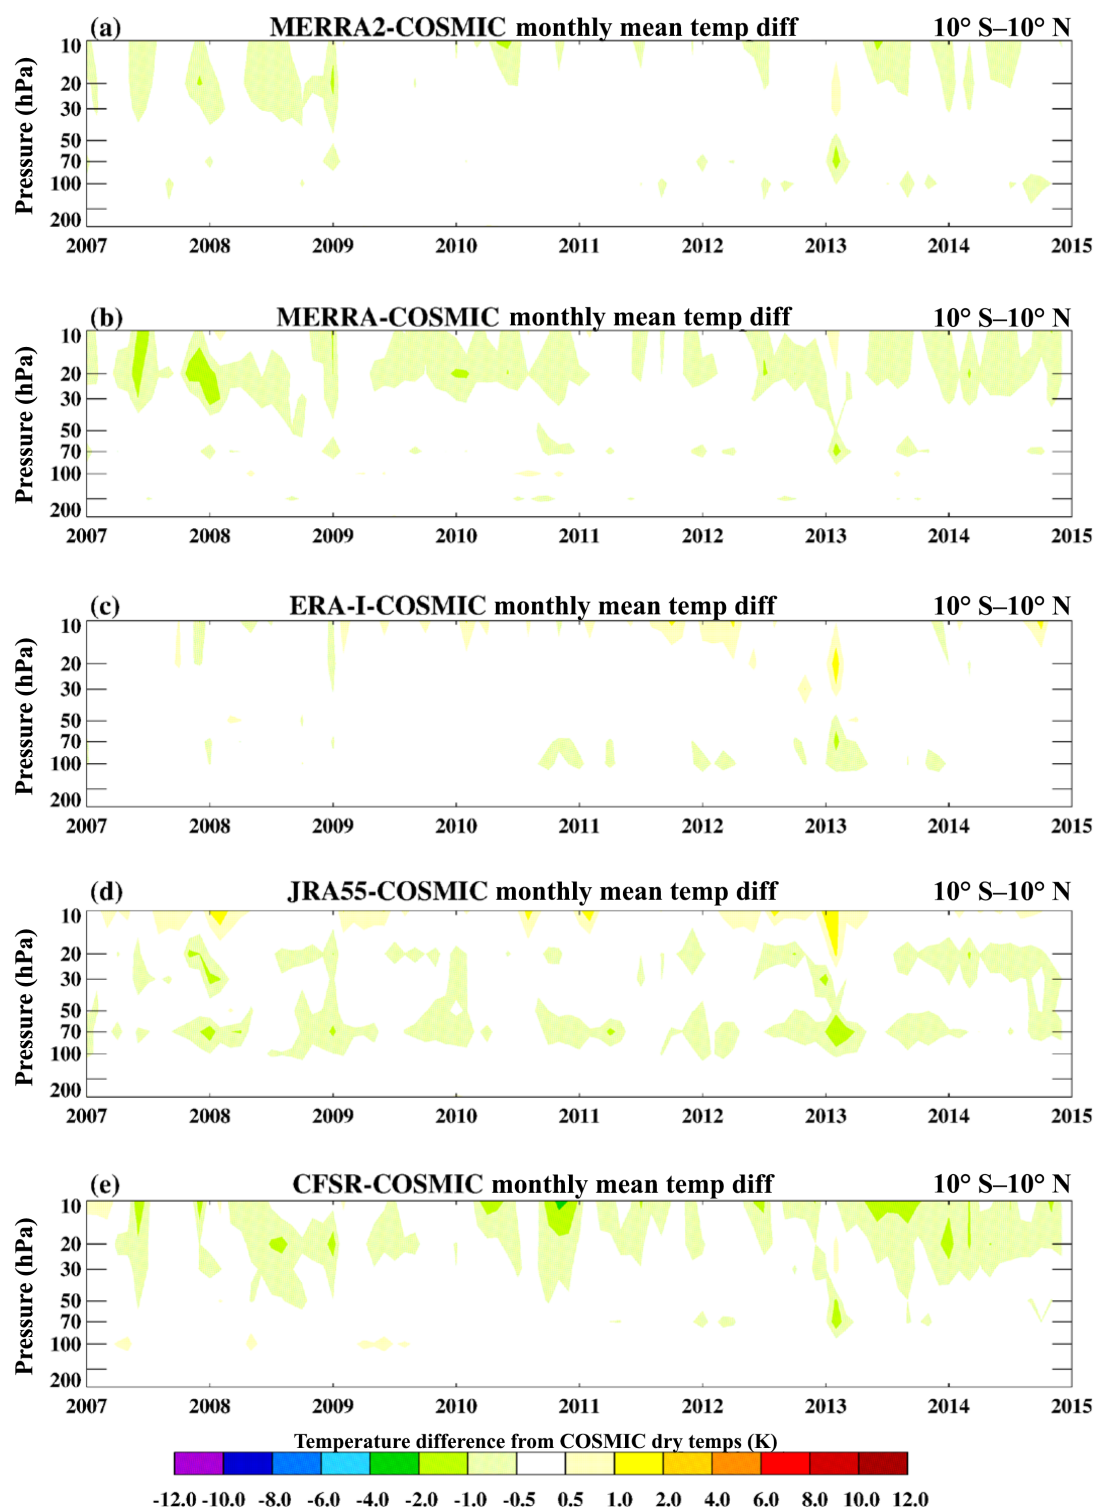 (a) MERRA2-COSMIC monthly mean temp diff 10° S–10° N
Pressure (hPa)
10
20
30
50
70
100
200
2007 2008 2009 2010 2011 2012 2013 2014 2015
(b) MERRA-COSMIC monthly mean temp diff 10° S–10° N
Pressure (hPa)
10
20
30
50
70
100
200
2007 2008 2009 2010 2011 2012 2013 2014 2015
(c) ERA-I-COSMIC monthly mean temp diff 10° S–10° N
Pressure (hPa)
10
20
30
50
70
100
200
2007 2008 2009 2010 2011 2012 2013 2014 2015
(d) JRA55-COSMIC monthly mean temp diff 10° S–10° N
Pressure (hPa)
10
20
30
50
70
100
200
2007 2008 2009 2010 2011 2012 2013 2014 2015
(e) CFSR-COSMIC monthly mean temp diff 10° S–10° N
Pressure (hPa)
10
20
30
50
70
100
200
2007 2008 2009 2010 2011 2012 2013 2014 2015
Temperature difference from COSMIC dry temps (K)
-12.0 -10.0 -8.0 -6.0 -4.0 -2.0 -1.0 -0.5 0.5 1.0 2.0 4.0 6.0 8.0 10.0 12.0